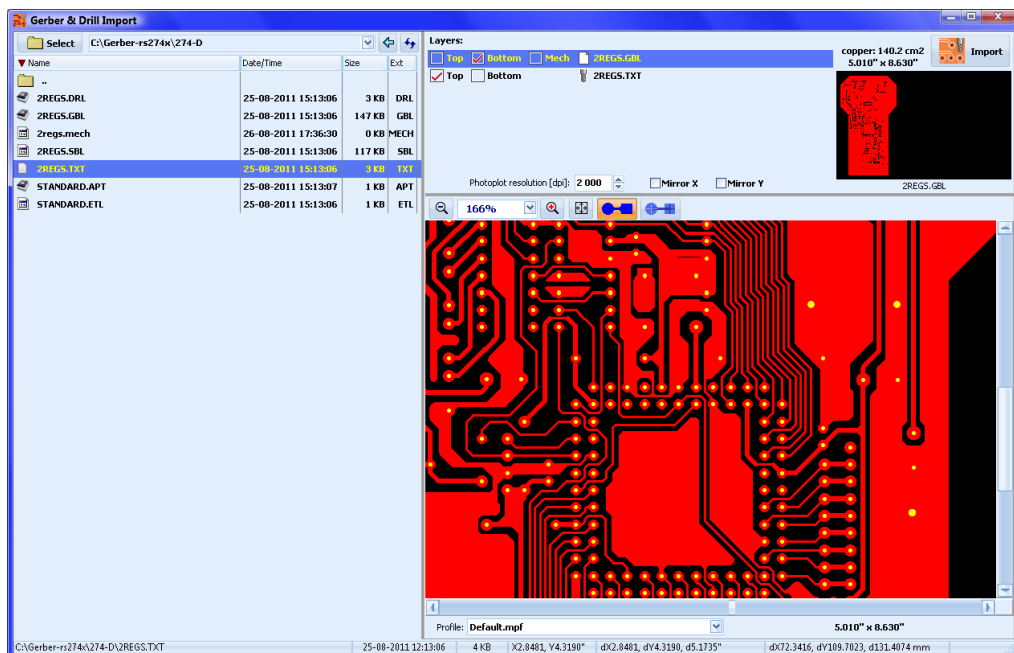 Gerber & Drill Import
Select C:\Gerber-rs274x\274-D
Name Date/Time Size Ext
..
2REGS.DRL 25-08-2011 15:13:06 3 KB DRL
2REGS.GBL 25-08-2011 15:13:06 147 KB GBL
2regs.mech 26-08-2011 17:36:30 0 KB MECH
2REGS.SBL 25-08-2011 15:13:06 117 KB SBL
2REGS.TXT 25-08-2011 15:13:06 3 KB TXT
STANDARD.APT 25-08-2011 15:13:07 1 KB APT
STANDARD.ETL 25-08-2011 15:13:06 1 KB ETL
Layers:
Top Bottom Mech 2REGS.GBL
Top Bottom 2REGS.TXT
Photoplot resolution [dpi]: 2 000 Mirror X Mirror Y
copper: 140.2 cm2
5.010" x 8.630"
Import
2REGS.GBL
166%
Profile: Default.mpf 5.010" x 8.630"
C:\Gerber-rs274x\274-D\2REGS.TXT 25-08-2011 12:13:06 4 KB X2.8481, Y4.3190" dX2.8481, dY4.3190, d5.1735" dX72.3416, dY109.7023, d131.4074 mm